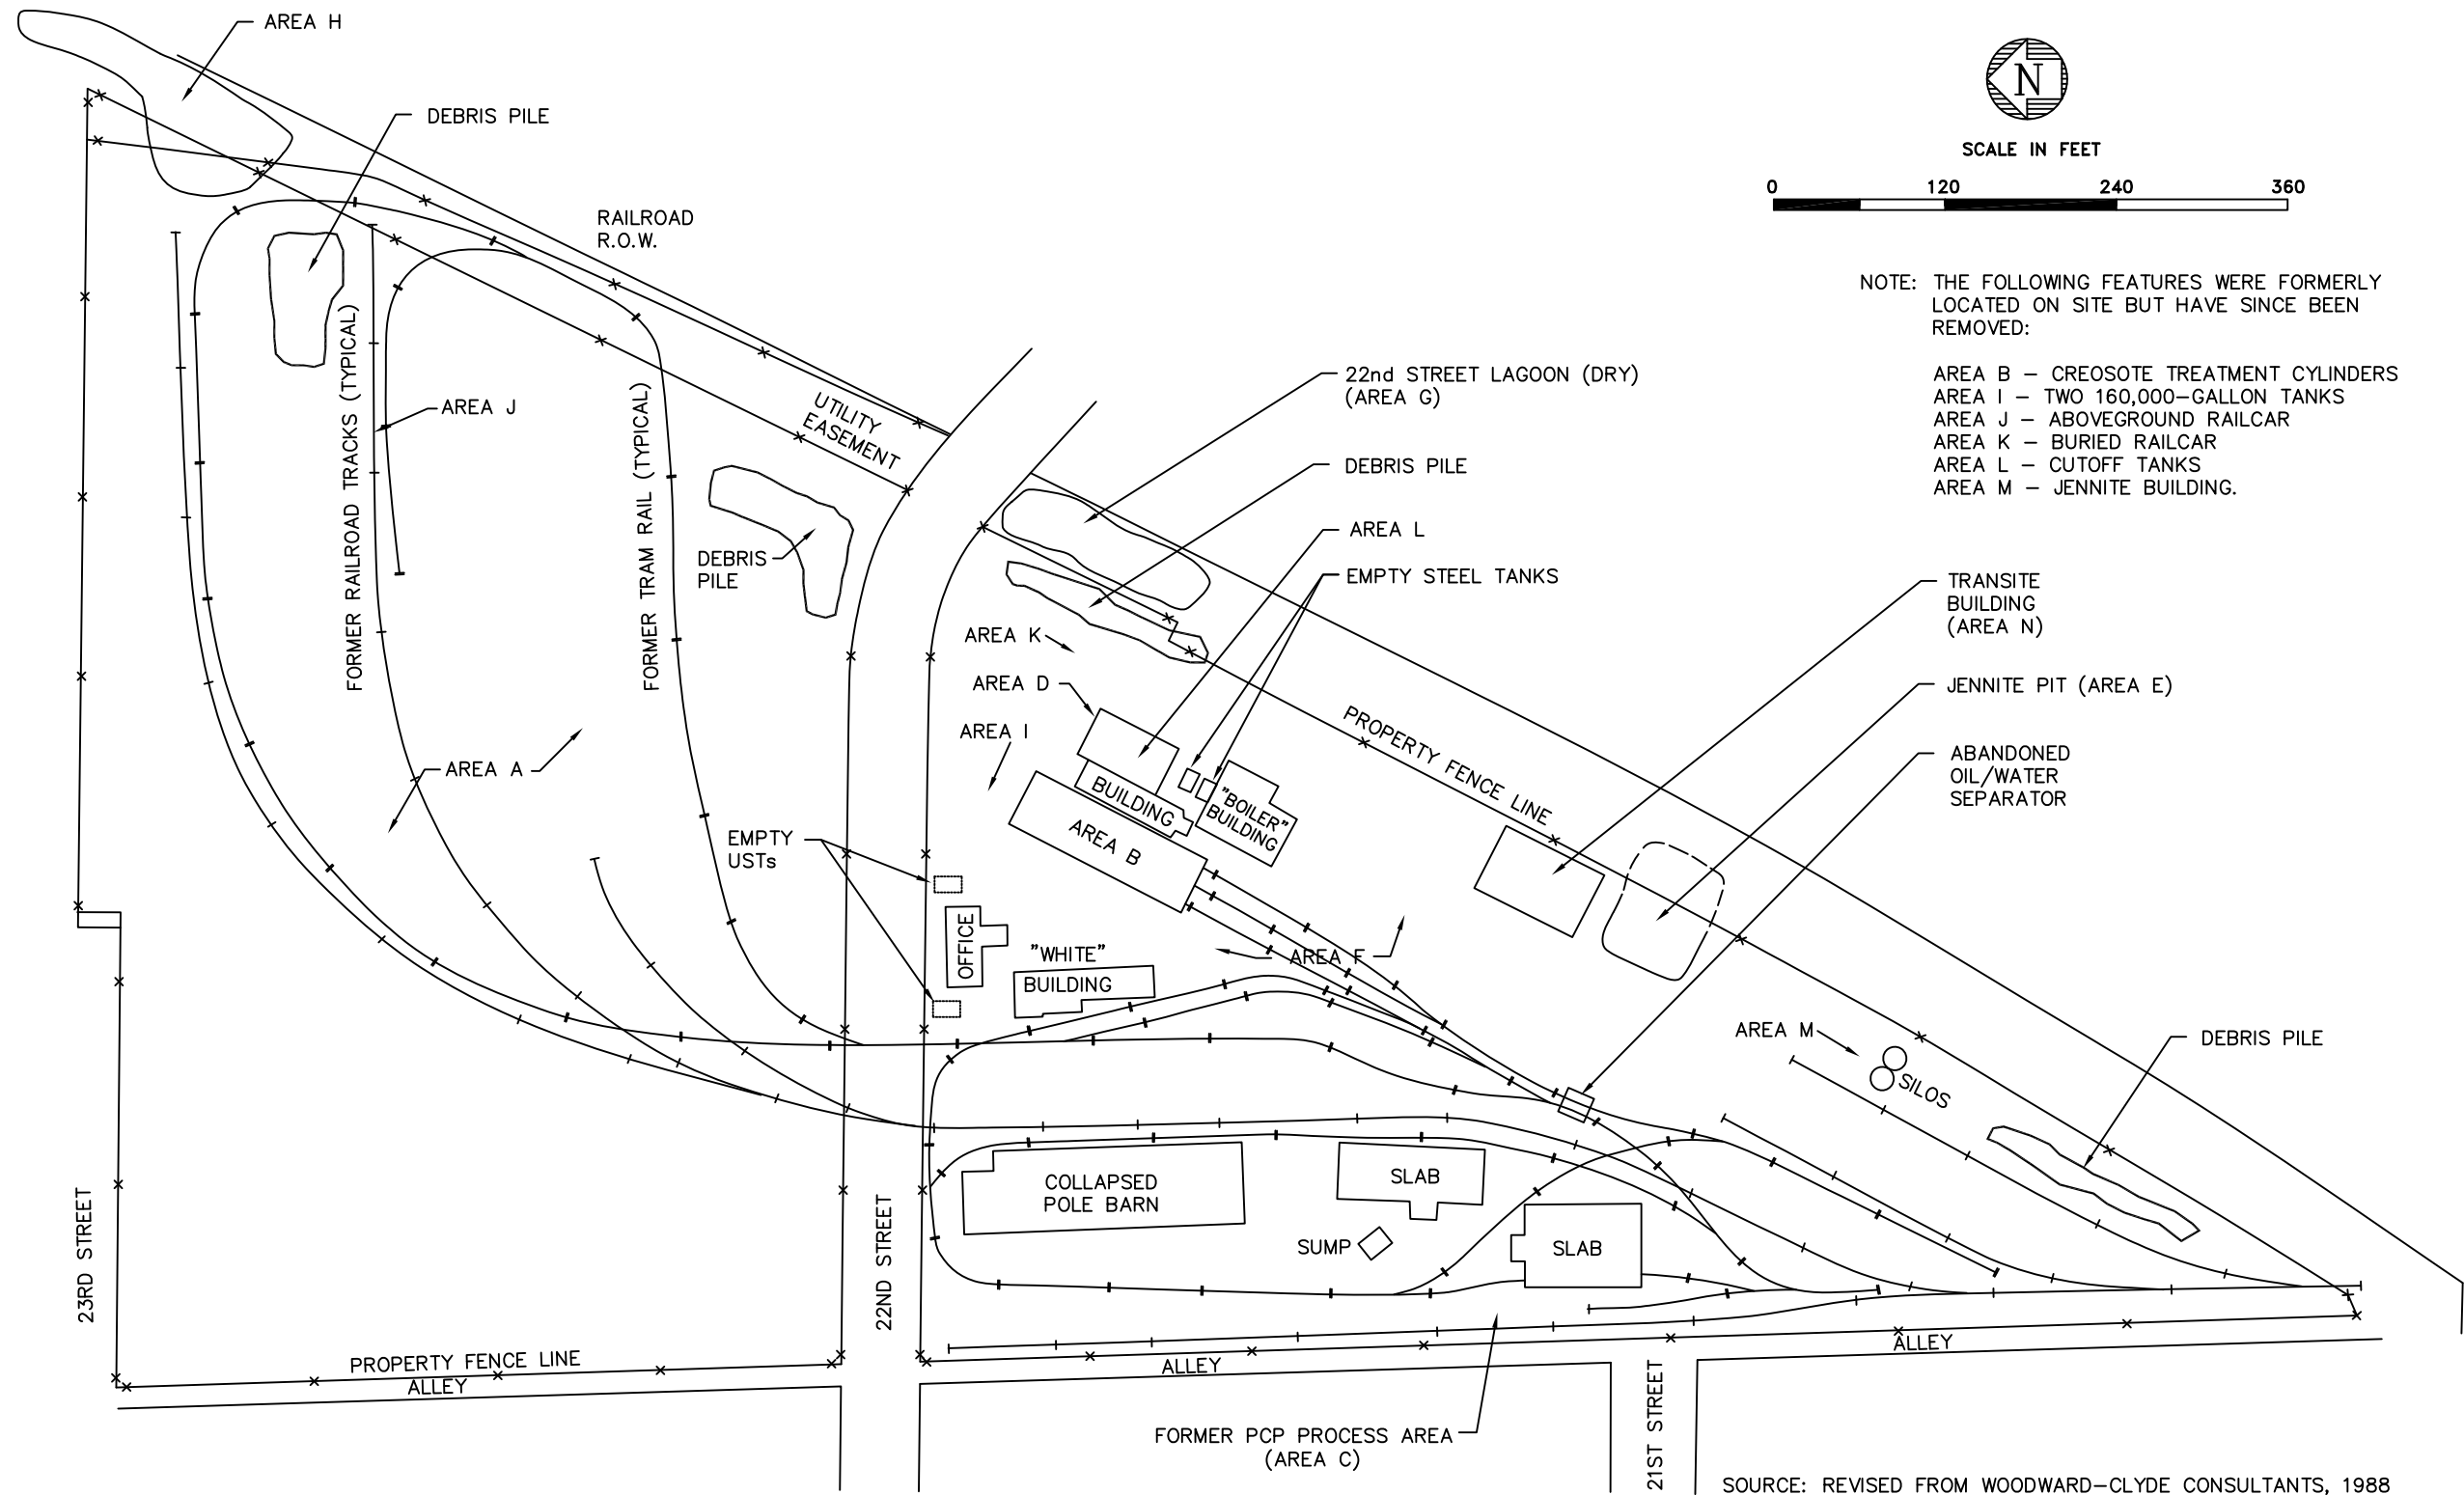 AREA H
DEBRIS PILE
N
SCALE IN FEET
0 120 240 360
RAILROAD
R.O.W.
NOTE: THE FOLLOWING FEATURES WERE FORMERLY
LOCATED ON SITE BUT HAVE SINCE BEEN
REMOVED:
AREA B – CREOSOTE TREATMENT CYLINDERS
AREA I – TWO 160,000–GALLON TANKS
AREA J – ABOVEGROUND RAILCAR
AREA K – BURIED RAILCAR
AREA L – CUTOFF TANKS
AREA M – JENNITE BUILDING.
FORMER RAILROAD TRACKS (TYPICAL)
AREA J
FORMER TRAM RAIL (TYPICAL)
UTILITY
EASEMENT
22nd STREET LAGOON (DRY)
(AREA G)
DEBRIS PILE
DEBRIS
PILE
AREA L
EMPTY STEEL TANKS
TRANSITE
BUILDING
(AREA N)
AREA K
AREA D
AREA I
JENNITE PIT (AREA E)
PROPERTY FENCE LINE
ABANDONED
OIL/WATER
SEPARATOR
AREA A
BUILDING
"BOILER"
BUILDING
AREA B
EMPTY
USTs
OFFICE
"WHITE"
BUILDING
AREA F
AREA M
SILOS
DEBRIS PILE
COLLAPSED
POLE BARN
SLAB
SUMP
SLAB
23RD STREET
22ND STREET
PROPERTY FENCE LINE
ALLEY
ALLEY
ALLEY
21ST STREET
FORMER PCP PROCESS AREA
(AREA C)
SOURCE: REVISED FROM WOODWARD–CLYDE CONSULTANTS, 1988